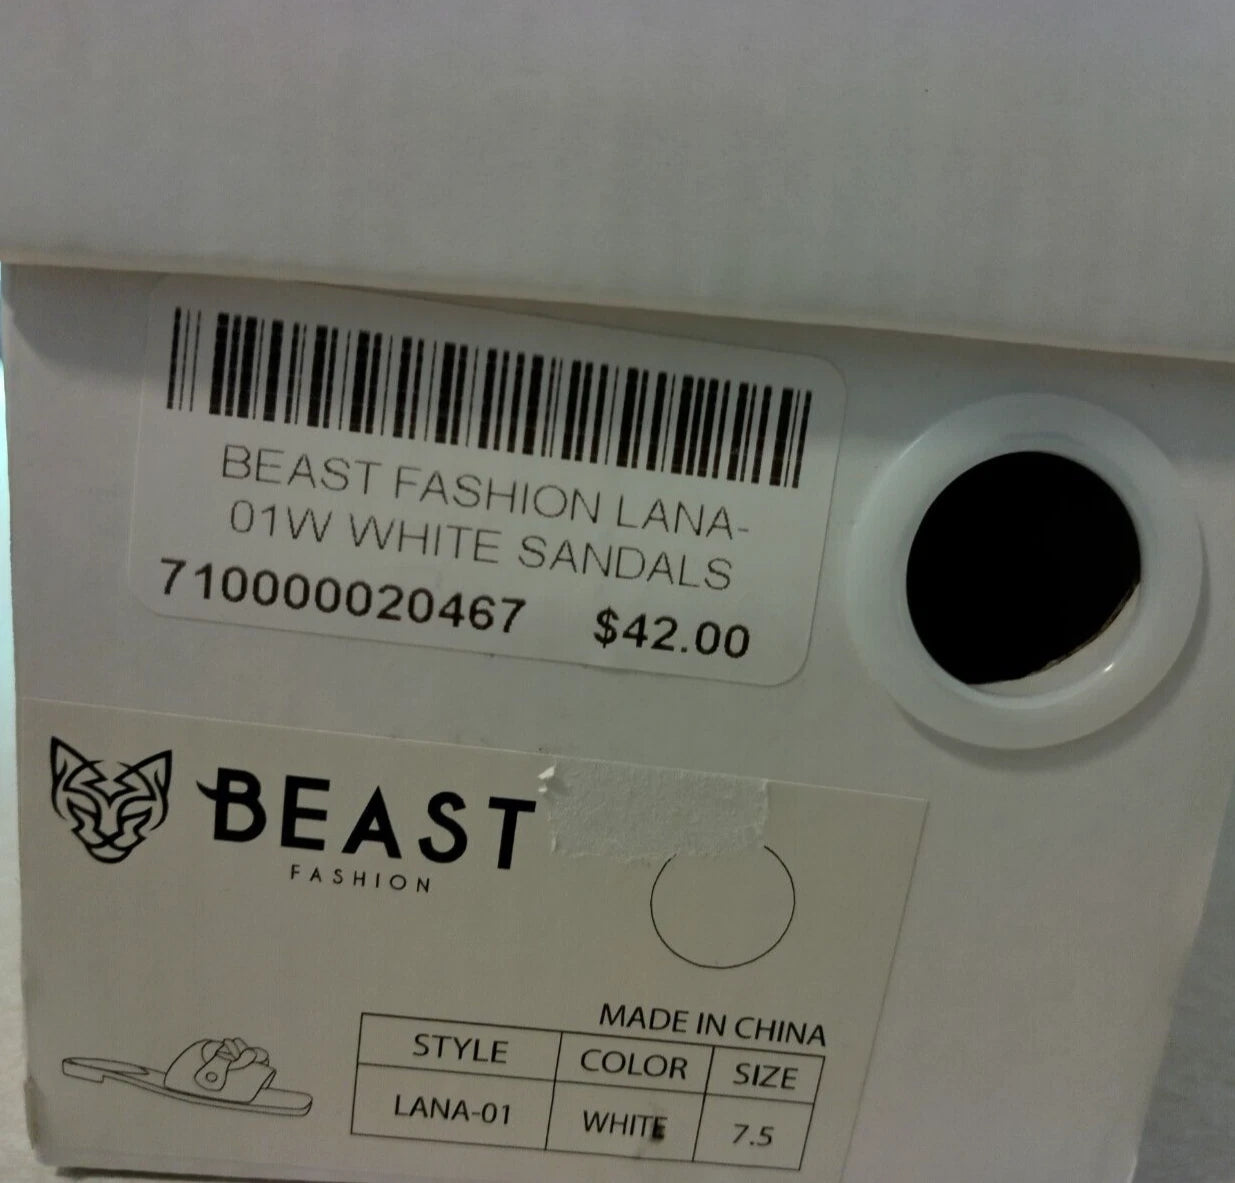 BEAST FASHION LANA-
01W WHITE SANDALS
710000020467 $42.00
BEAST
FASHION
MADE IN CHINA
STYLE COLOR SIZE
LANA-01 WHITE 7.5